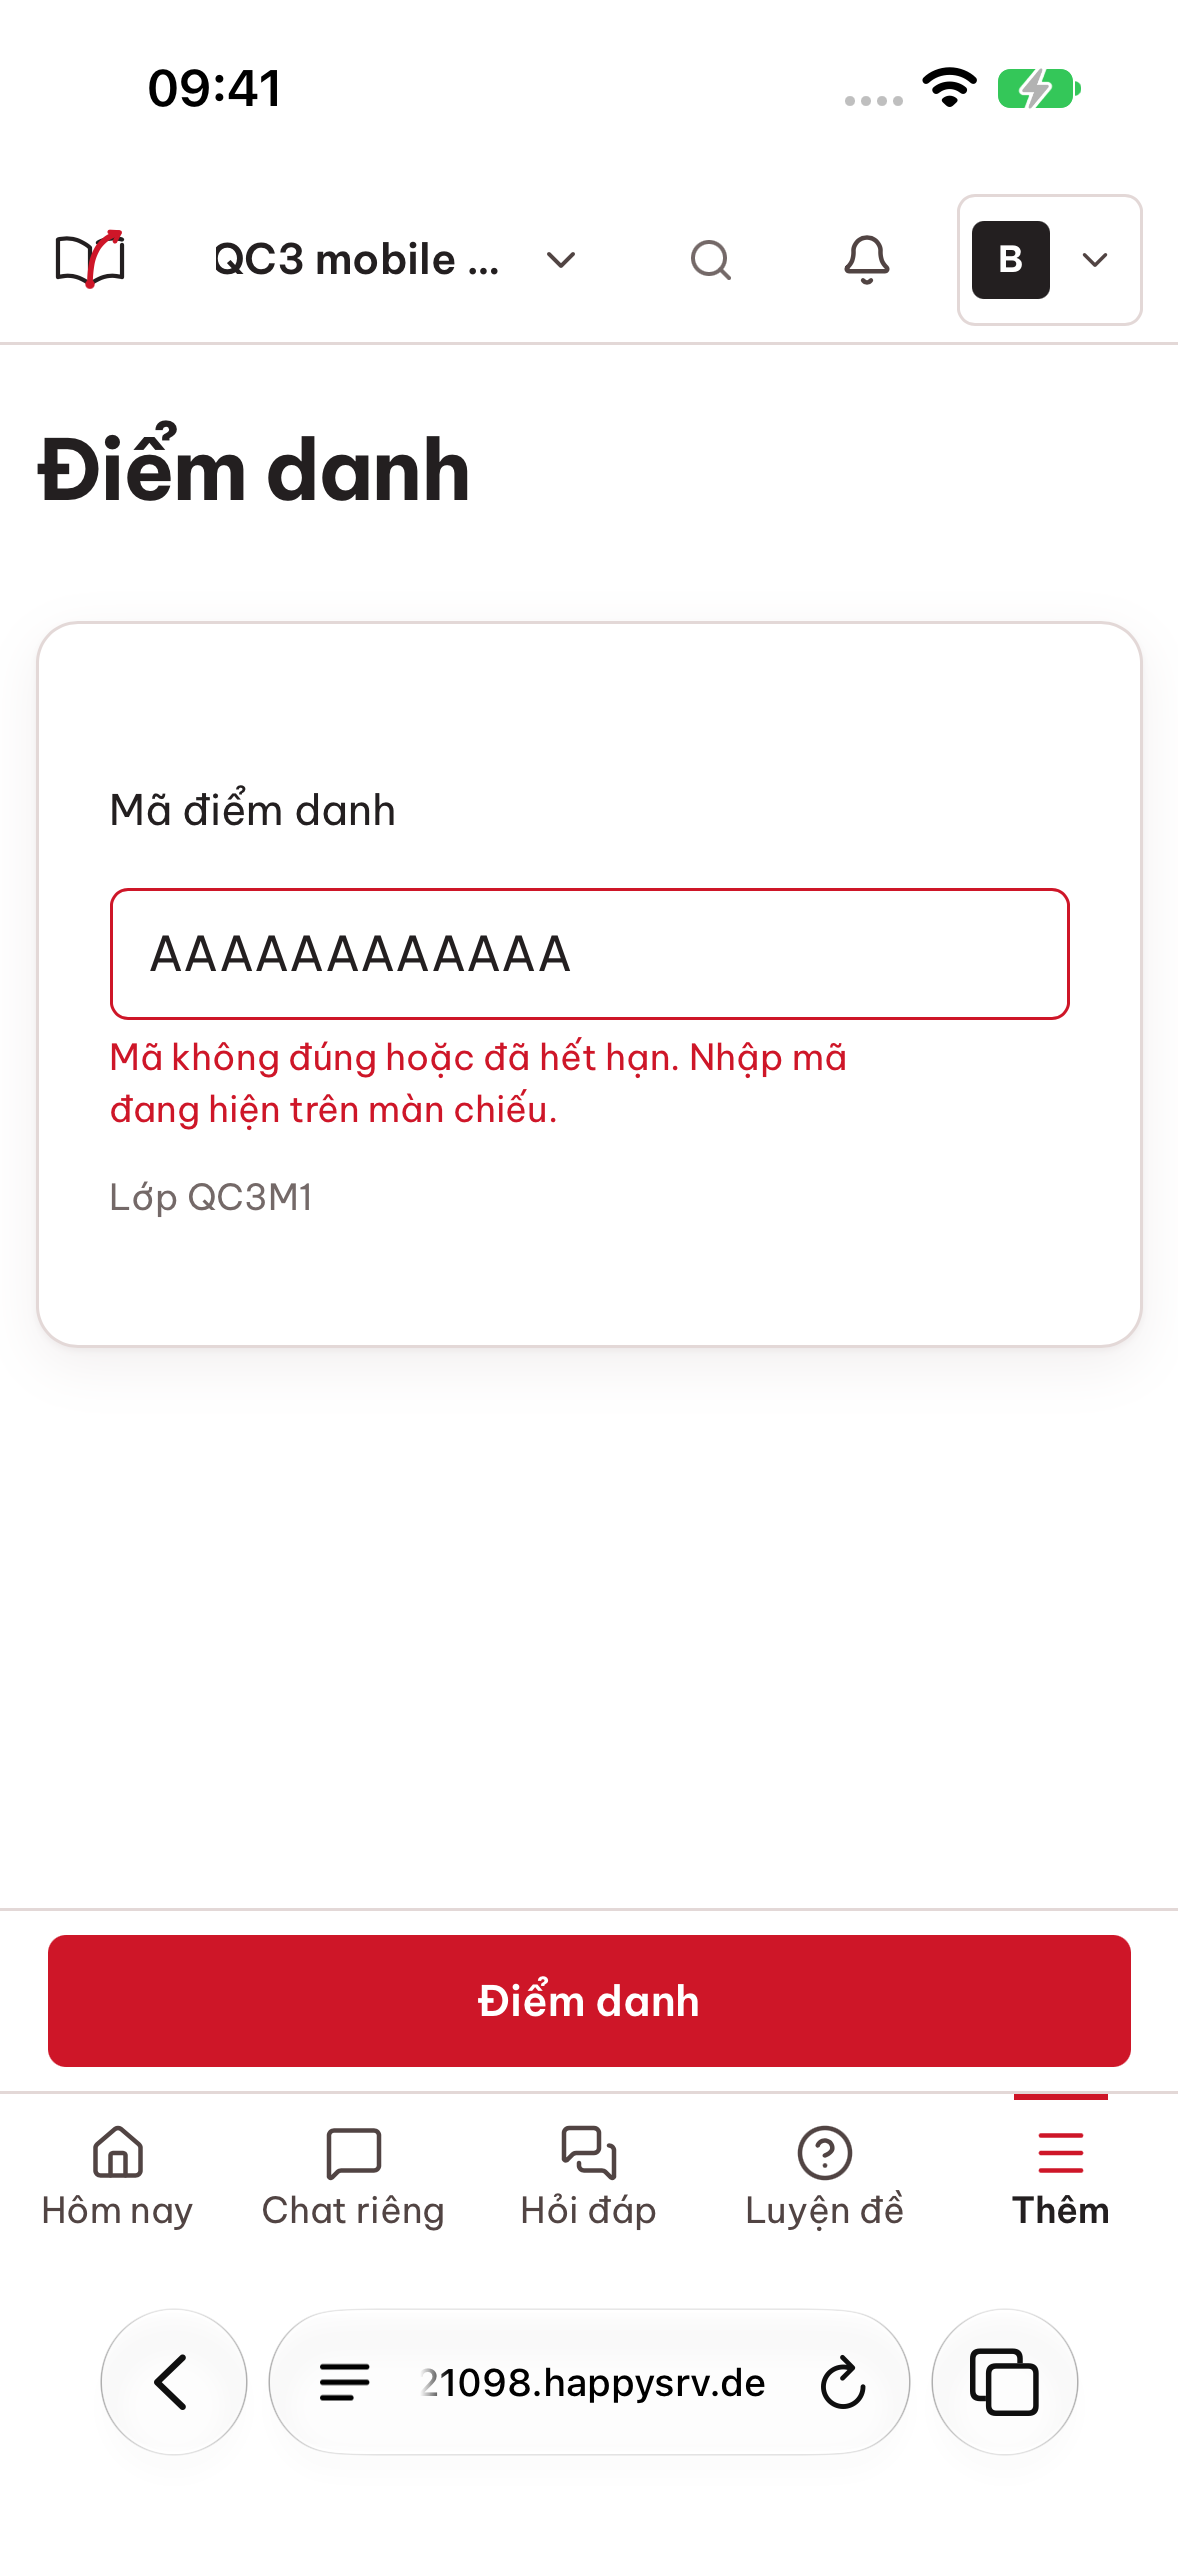 09:41
QC3 mobile ...
B
Điểm danh
Mã điểm danh
AAAAAAAAAAAA
Mã không đúng hoặc đã hết hạn. Nhập mã
đang hiện trên màn chiếu.
Lớp QC3M1
Điểm danh
Hôm nay
Chat riêng
Hỏi đáp
Luyện đề
Thêm
21098.happysrv.de